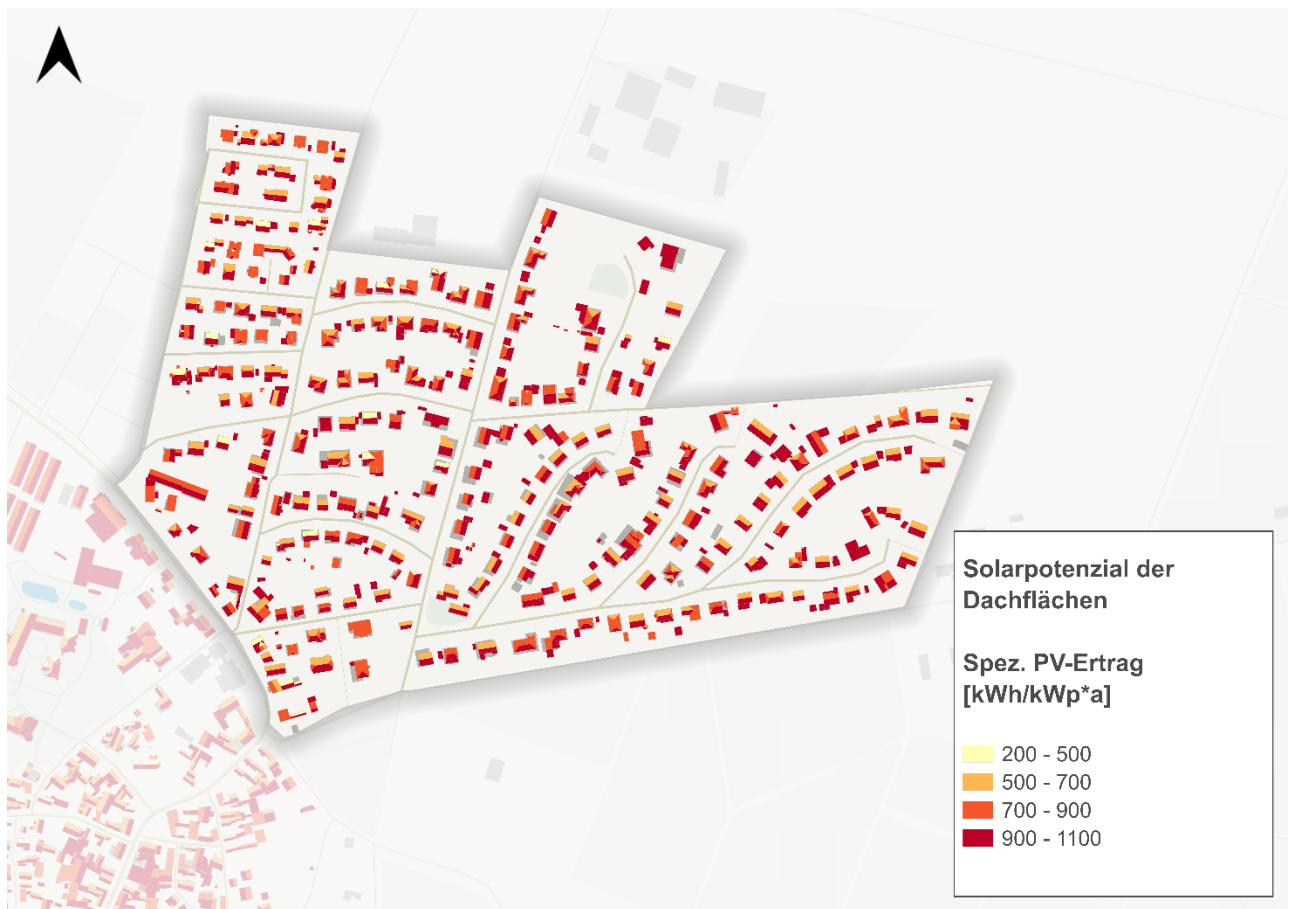 Solarpotenzial der
Dachflächen
Spez. PV-Ertrag
[kWh/kWp*a]
200 - 500
500 - 700
700 - 900
900 - 1100